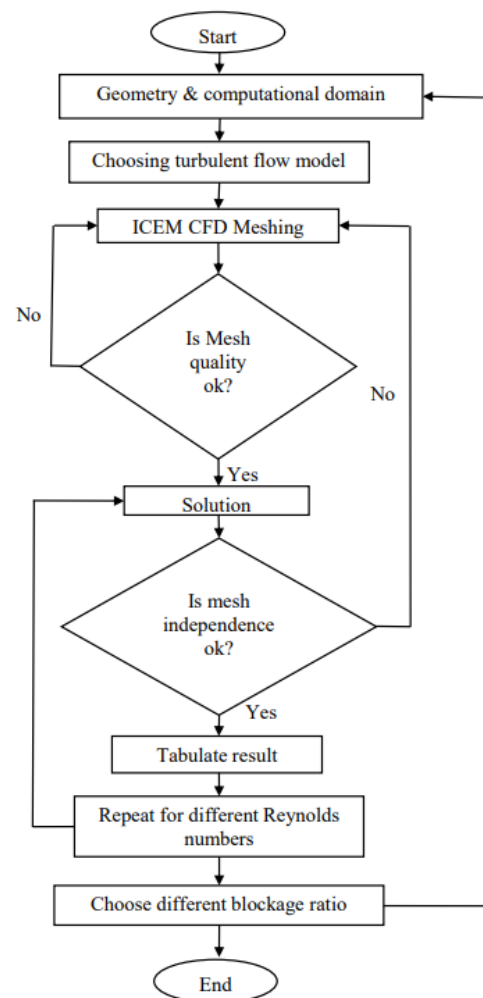 Start
Geometry & computational domain
Choosing turbulent flow model
ICEM CFD Meshing
No
Is Mesh
quality
ok?
No
Yes
Solution
Is mesh
independence
ok?
Yes
Tabulate result
Repeat for different Reynolds
numbers
Choose different blockage ratio
End